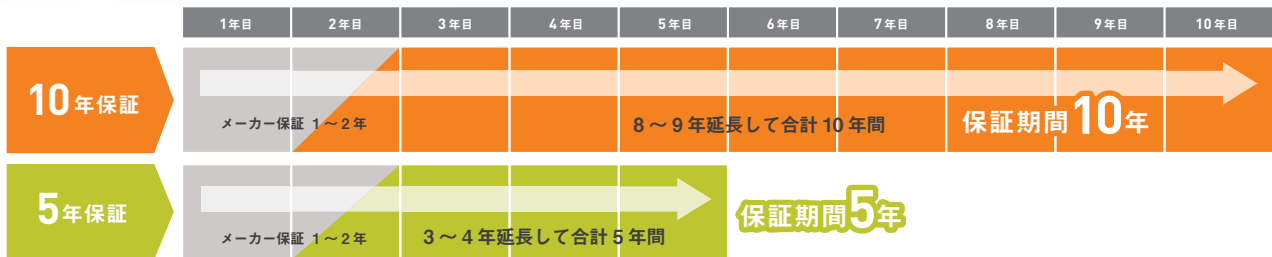 1年目 2年目 3年目 4年目 5年目 6年目 7年目 8年目 9年目 10年目
10年保証
メーカー保証 1〜2年
8〜9年延長して合計10年間
保証期間10年
5年保証
メーカー保証 1〜2年
3〜4年延長して合計5年間
保証期間5年